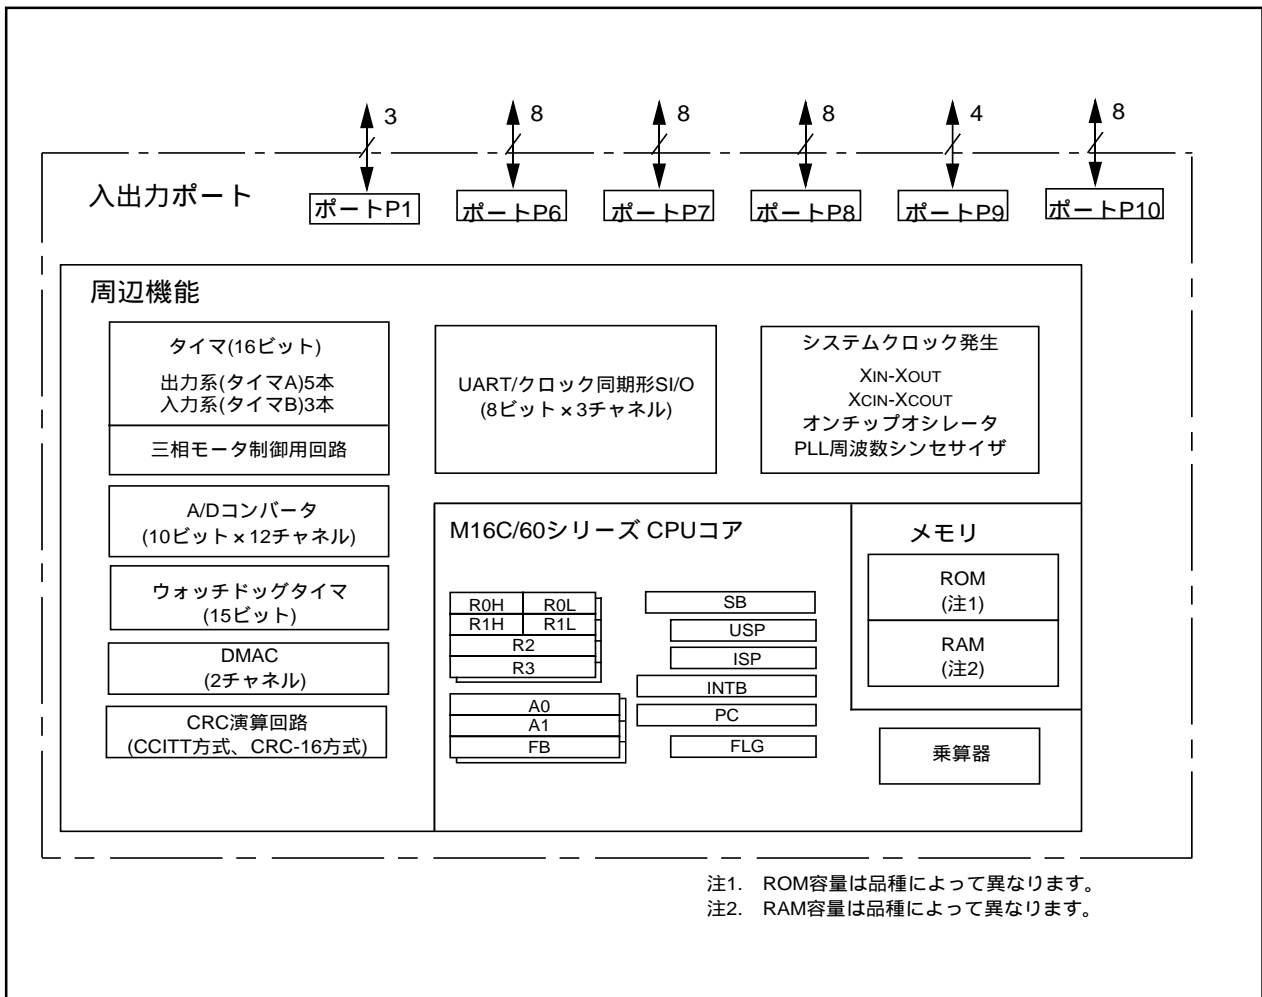 3
8
8
8
4
8
入出力ポート
ポートP1
ポートP6
ポートP7
ポートP8
ポートP9
ポートP10
周辺機能
タイマ(16ビット)
出力系(タイマA)5本
入力系(タイマB)3本
三相モータ制御用回路
A/Dコンバータ
(10ビット×12チャネル)
ウォッチドッグタイマ
(15ビット)
DMAC
(2チャネル)
CRC演算回路
(CCITT方式、CRC-16方式)
UART/クロック同期形SI/O
(8ビット×3チャネル)
システムクロック発生
XIN-XOUT
XCIN-XCOUT
オンチップオシレータ
PLL周波数シンセサイザ
M16C/60シリーズ CPUコア
R0H R0L
R1H R1L
R2
R3
A0
A1
FB
SB
USP
ISP
INTB
PC
FLG
メモリ
ROM
(注1)
RAM
(注2)
乗算器
注1. ROM容量は品種によって異なります。
注2. RAM容量は品種によって異なります。